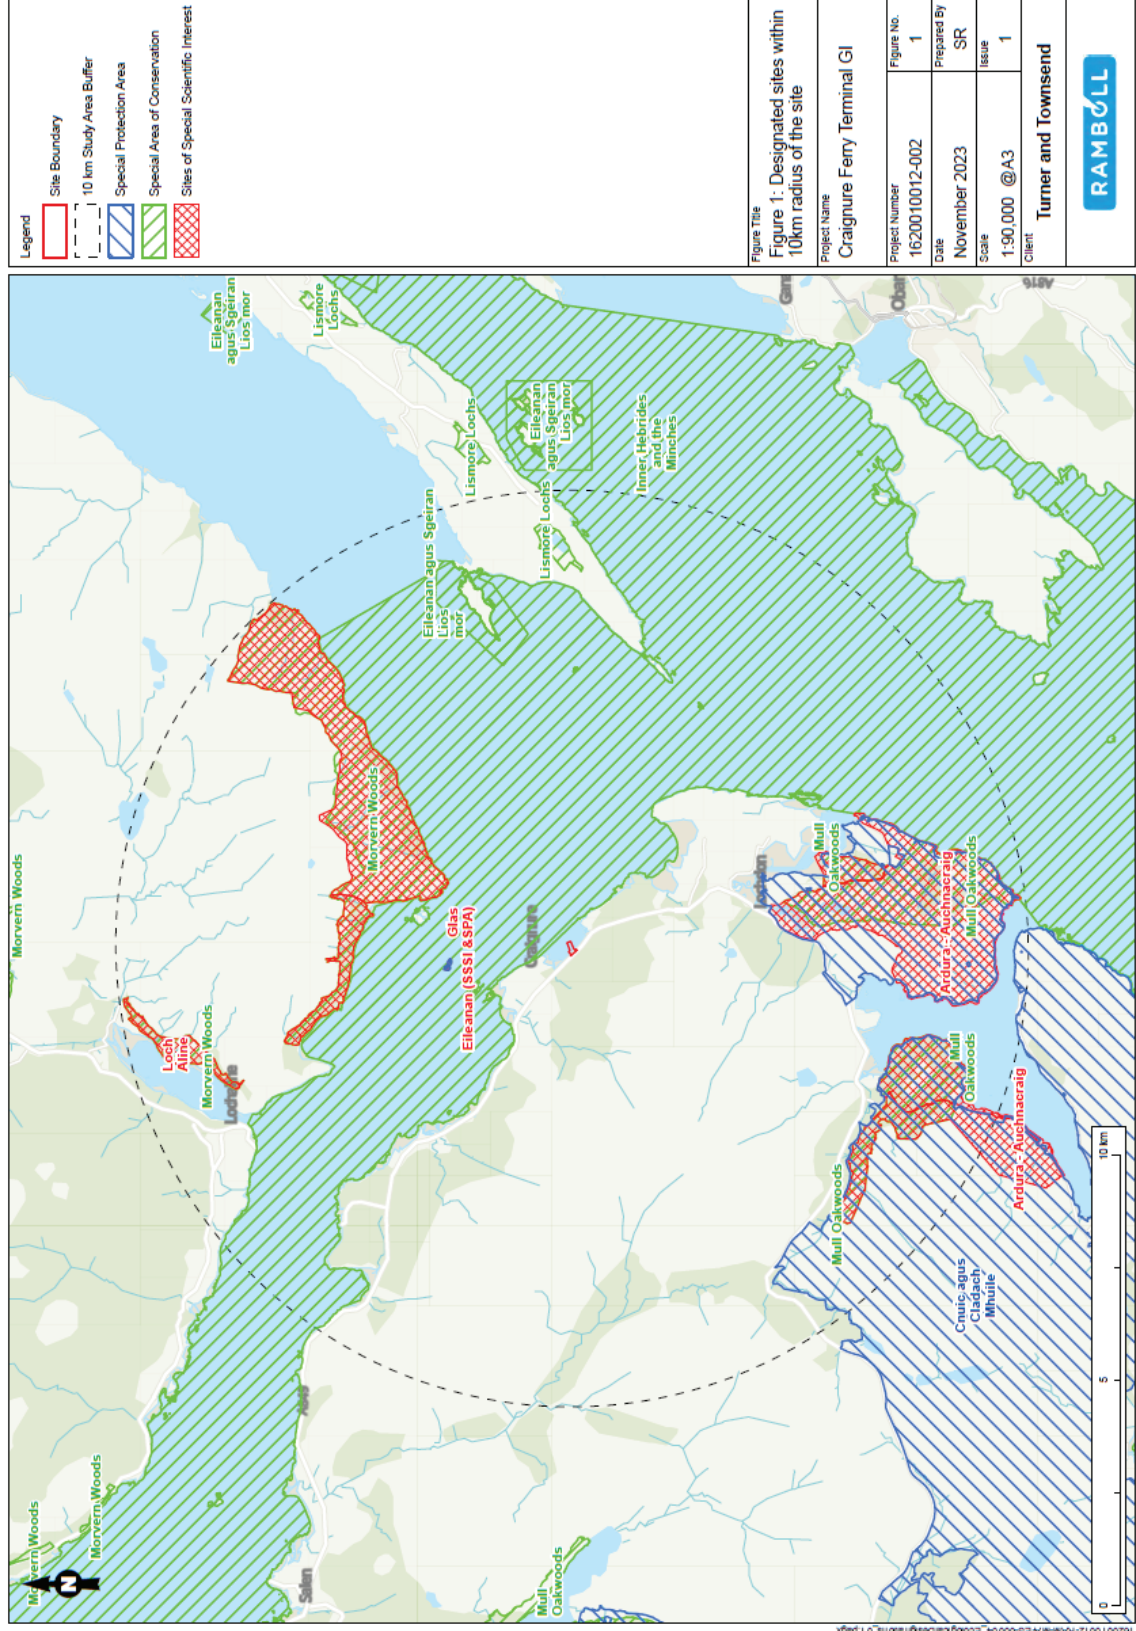 Legend
Site Boundary
10 km Study Area Buffer
Special Protection Area
Special Area of Conservation
Sites of Special Scientific Interest
Figure Title
Figure 1: Designated sites within
10km radius of the site
Project Name
Craignure Ferry Terminal GI
Project Number
1620010012-002
Figure No.
1
Date
November 2023
Prepared By
SR
Scale
1:90,000 @A3
Issue
1
Client
Turner and Townsend
RAMBOLL
Morvern Woods
Morvern Woods
Morvern Woods
N
Salen
A849
Mull
Oakwoods
Loch
Aline
Morvern Woods
Lochaline
Morvern Woods
Glas
Eileanan (SSSI &SPA)
Craignure
Eileanan
agus Sgeiran
Lios mor
Lismore
Lochs
Lismore Lochs
Eileanan agus Sgeiran
Lios
mor
Lismore Lochs
Eileanan
agus Sgeiran
Lios mor
Inner Hebrides
and the
Minches
Oban
A816
Lochdon
Mull
Oakwoods
Ardura - Auchnacraig
Mull Oakwoods
Mull
Oakwoods
Ardura - Auchnacraig
Mull Oakwoods
Cnuic agus
Cladach
Mhuile
0
5
10 km